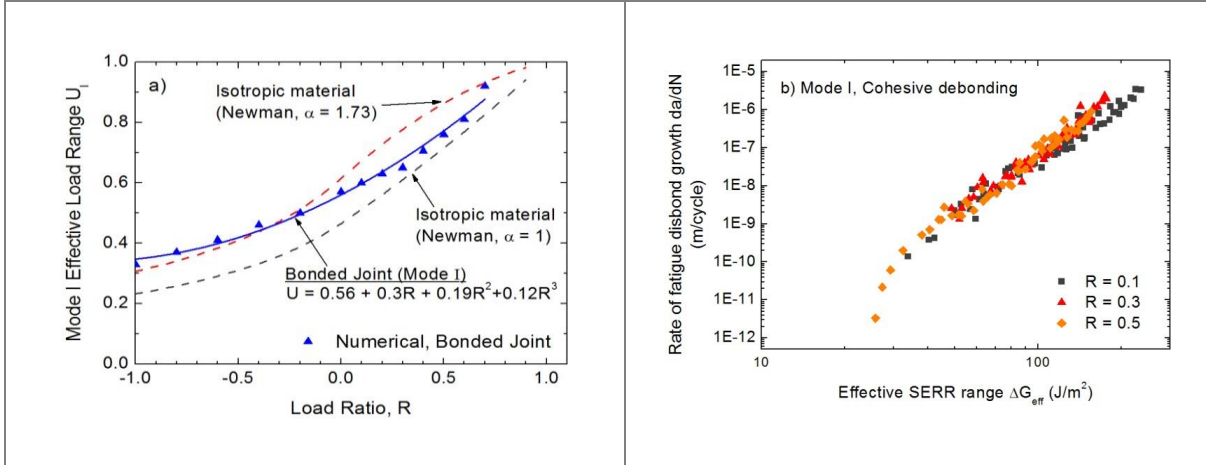 a)
Isotropic material
(Newman, α = 1.73)
Isotropic material
(Newman, α = 1)
Bonded Joint (Mode I)
U = 0.56 + 0.3R + 0.19R²+0.12R³
Numerical, Bonded Joint
Mode I Effective Load Range U_I
1.0
0.8
0.6
0.4
0.2
0.0
-1.0 -0.5 0.0 0.5 1.0
Load Ratio, R
b) Mode I, Cohesive debonding
Rate of fatigue disbond growth da/dN
(m/cycle)
1E-5
1E-6
1E-7
1E-8
1E-9
1E-10
1E-11
1E-12
R = 0.1
R = 0.3
R = 0.5
10 100
Effective SERR range ΔG_eff (J/m²)